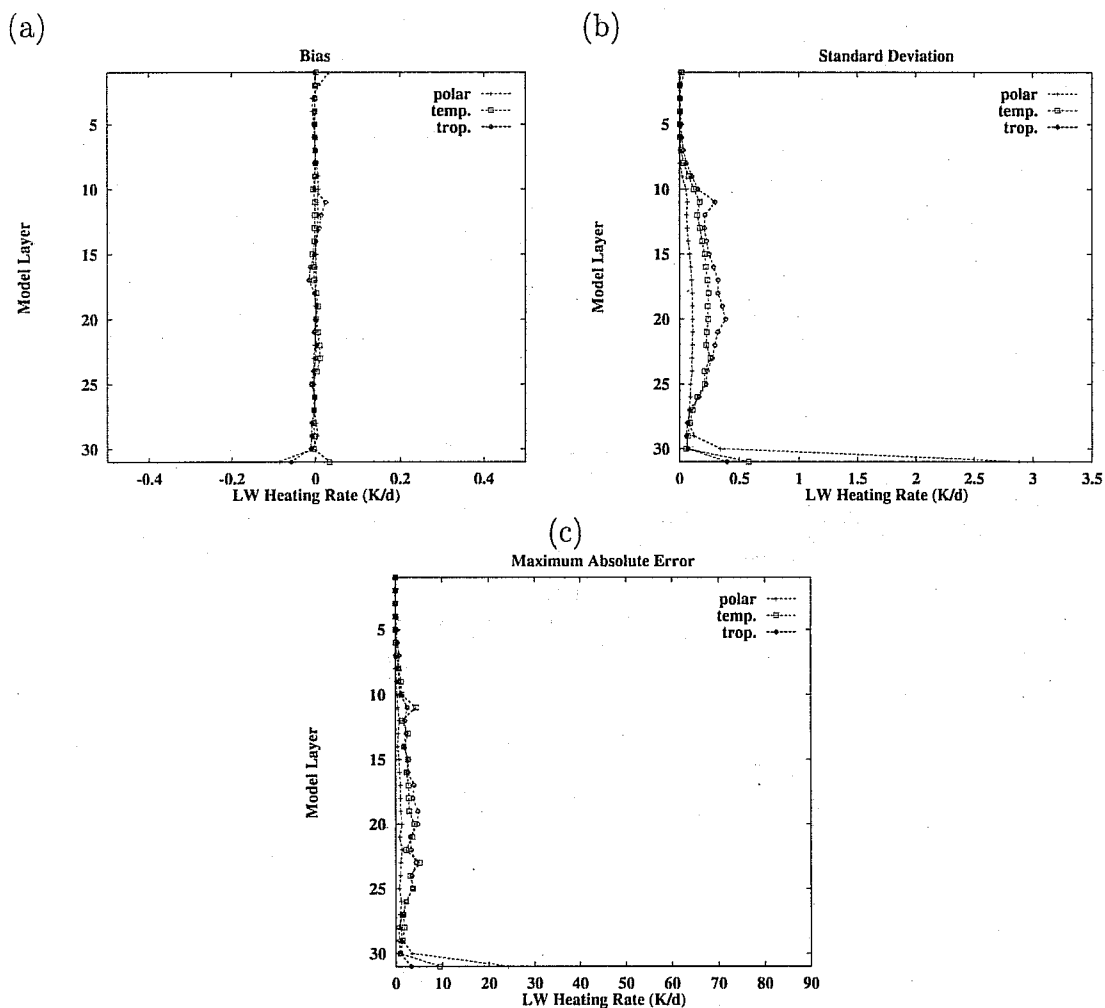 (a)
Bias
polar
temp.
trop.
5
10
15
20
25
30
Model Layer
-0.4
-0.2
0
0.2
0.4
LW Heating Rate (K/d)
(b)
Standard Deviation
polar
temp.
trop.
5
10
15
20
25
30
Model Layer
0
0.5
1
1.5
2
2.5
3
3.5
LW Heating Rate (K/d)
(c)
Maximum Absolute Error
polar
temp.
trop.
5
10
15
20
25
30
Model Layer
0
10
20
30
40
50
60
70
80
90
LW Heating Rate (K/d)